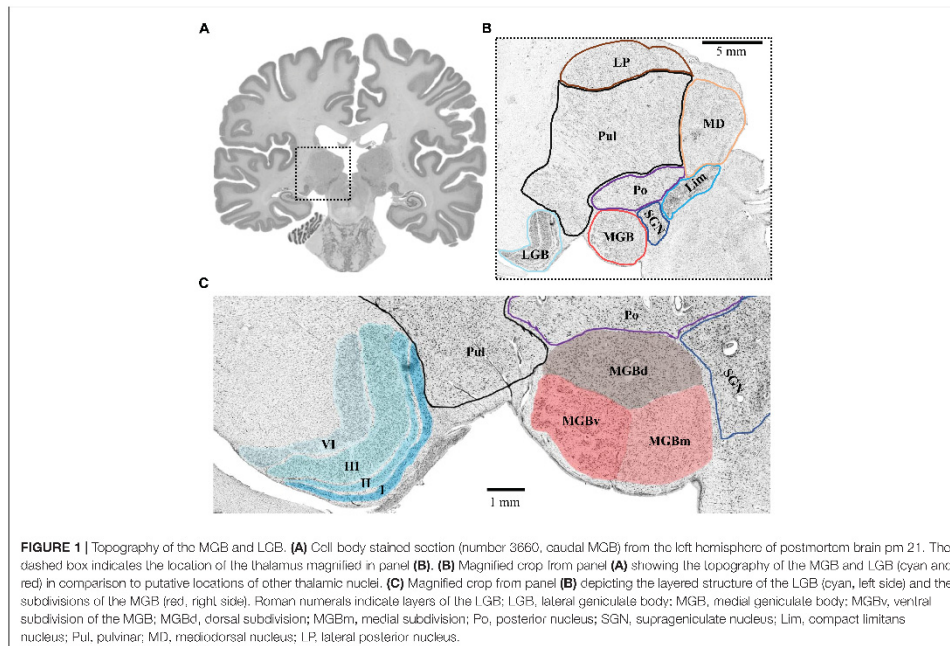 A
B
5 mm
LP
Pul
MD
Po
Lim
SGN
MGB
LGB
C
Po
Pul
SGN
MGBd
MGBv
MGBm
VI
III
II
I
1 mm
FIGURE 1 | Topography of the MGB and LGB. (A) Cell body stained section (number 3660, caudal MGB) from the left hemisphere of postmortem brain pm 21. The
dashed box indicates the location of the thalamus magnified in panel (B). (B) Magnified crop from panel (A) showing the topography of the MGB and LGB (cyan and
red) in comparison to putative locations of other thalamic nuclei. (C) Magnified crop from panel (B) depicting the layered structure of the LGB (cyan, left side) and the
subdivisions of the MGB (red, right side). Roman numerals indicate layers of the LGB; LGB, lateral geniculate body; MGB, medial geniculate body; MGBv, ventral
subdivision of the MGB; MGBd, dorsal subdivision; MGBm, medial subdivision; Po, posterior nucleus; SGN, suprageniculate nucleus; Lim, compact limitans
nucleus; Pul, pulvinar; MD, mediodorsal nucleus; LP, lateral posterior nucleus.